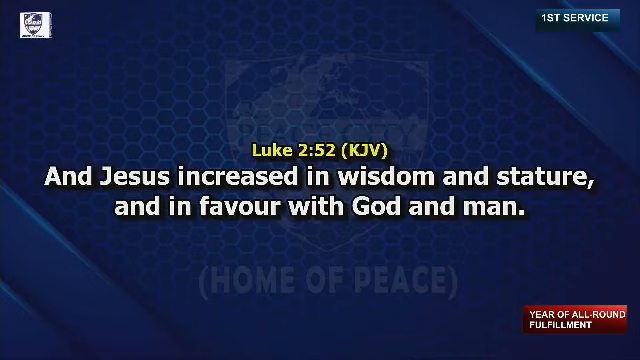 1ST SERVICE
Luke 2:52 (KJV)
And Jesus increased in wisdom and stature,
and in favour with God and man.
(HOME OF PEACE)
YEAR OF ALL-ROUND
FULFILLMENT